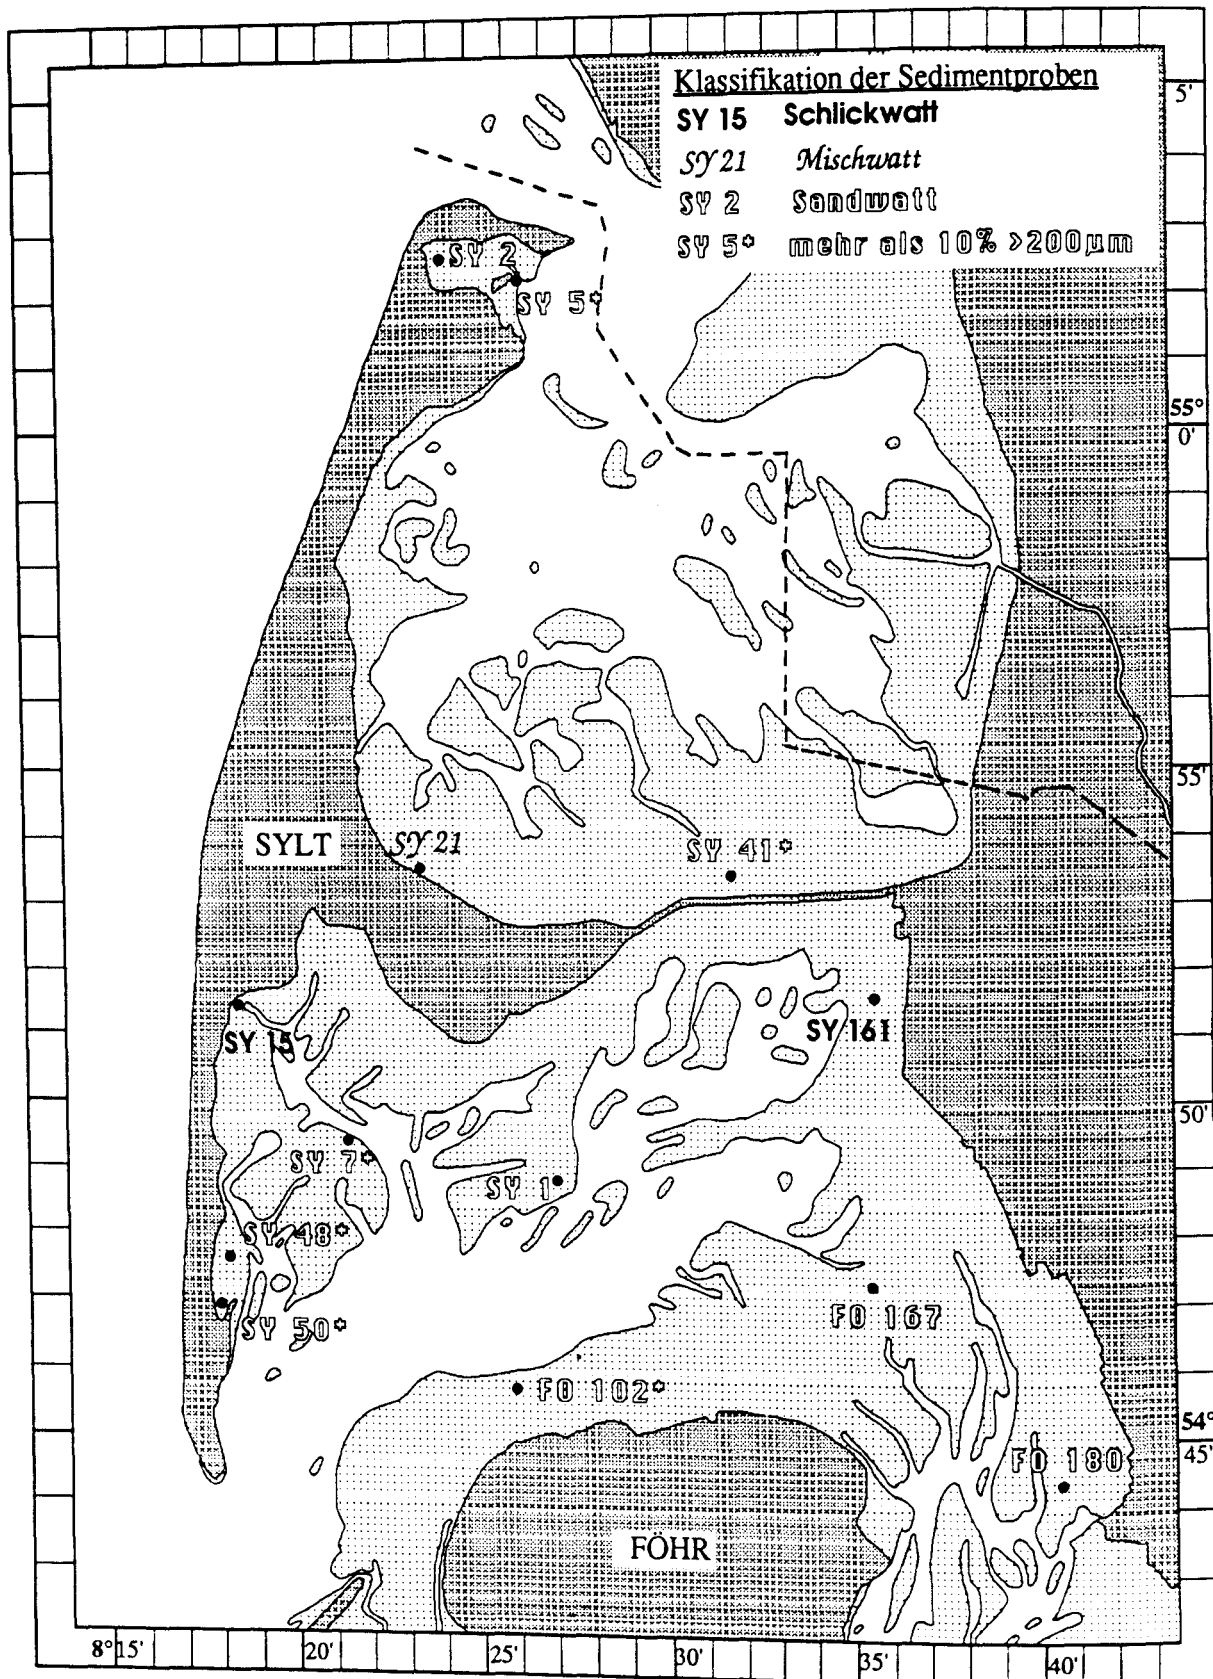 Klassifikation der Sedimentproben
SY 15 Schlickwatt
SY 21 Mischwatt
SY 2 Sandwatt
SY 5+ mehr als 10% >200µm
5'
SY 2
SY 5+
55°
0'
55'
SYLT
SY 21
SY 41+
SY 15
SY 161
50'
SY 7+
SY 1
SY 48+
SY 50+
FO 167
FO 102+
54°
45'
FO 180
FÖHR
8°15' 20' 25' 30' 35' 40'